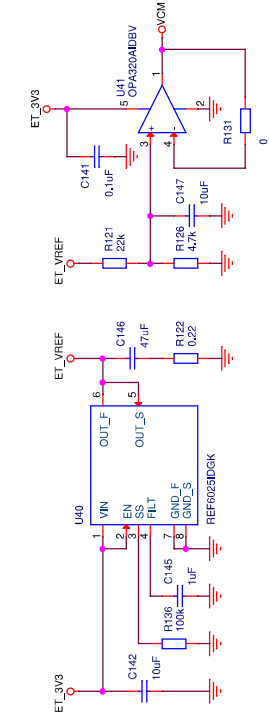 ET_3V3
C142
10uF
R136
100k
C145
1uF
U40
VIN
EN
SS
FILT
GND_F
GND_S
OUT_F
OUT_S
1
2
3
4
7
8
6
5
REF6025IDGK
ET_VREF
C146
47uF
R122
0.22
ET_VREF
R121
22k
R126
4.7k
C147
10uF
ET_3V3
C141
0.1uF
U41
OPA320AIDBV
5
3
4
1
2
+
-
VCM
R131
0